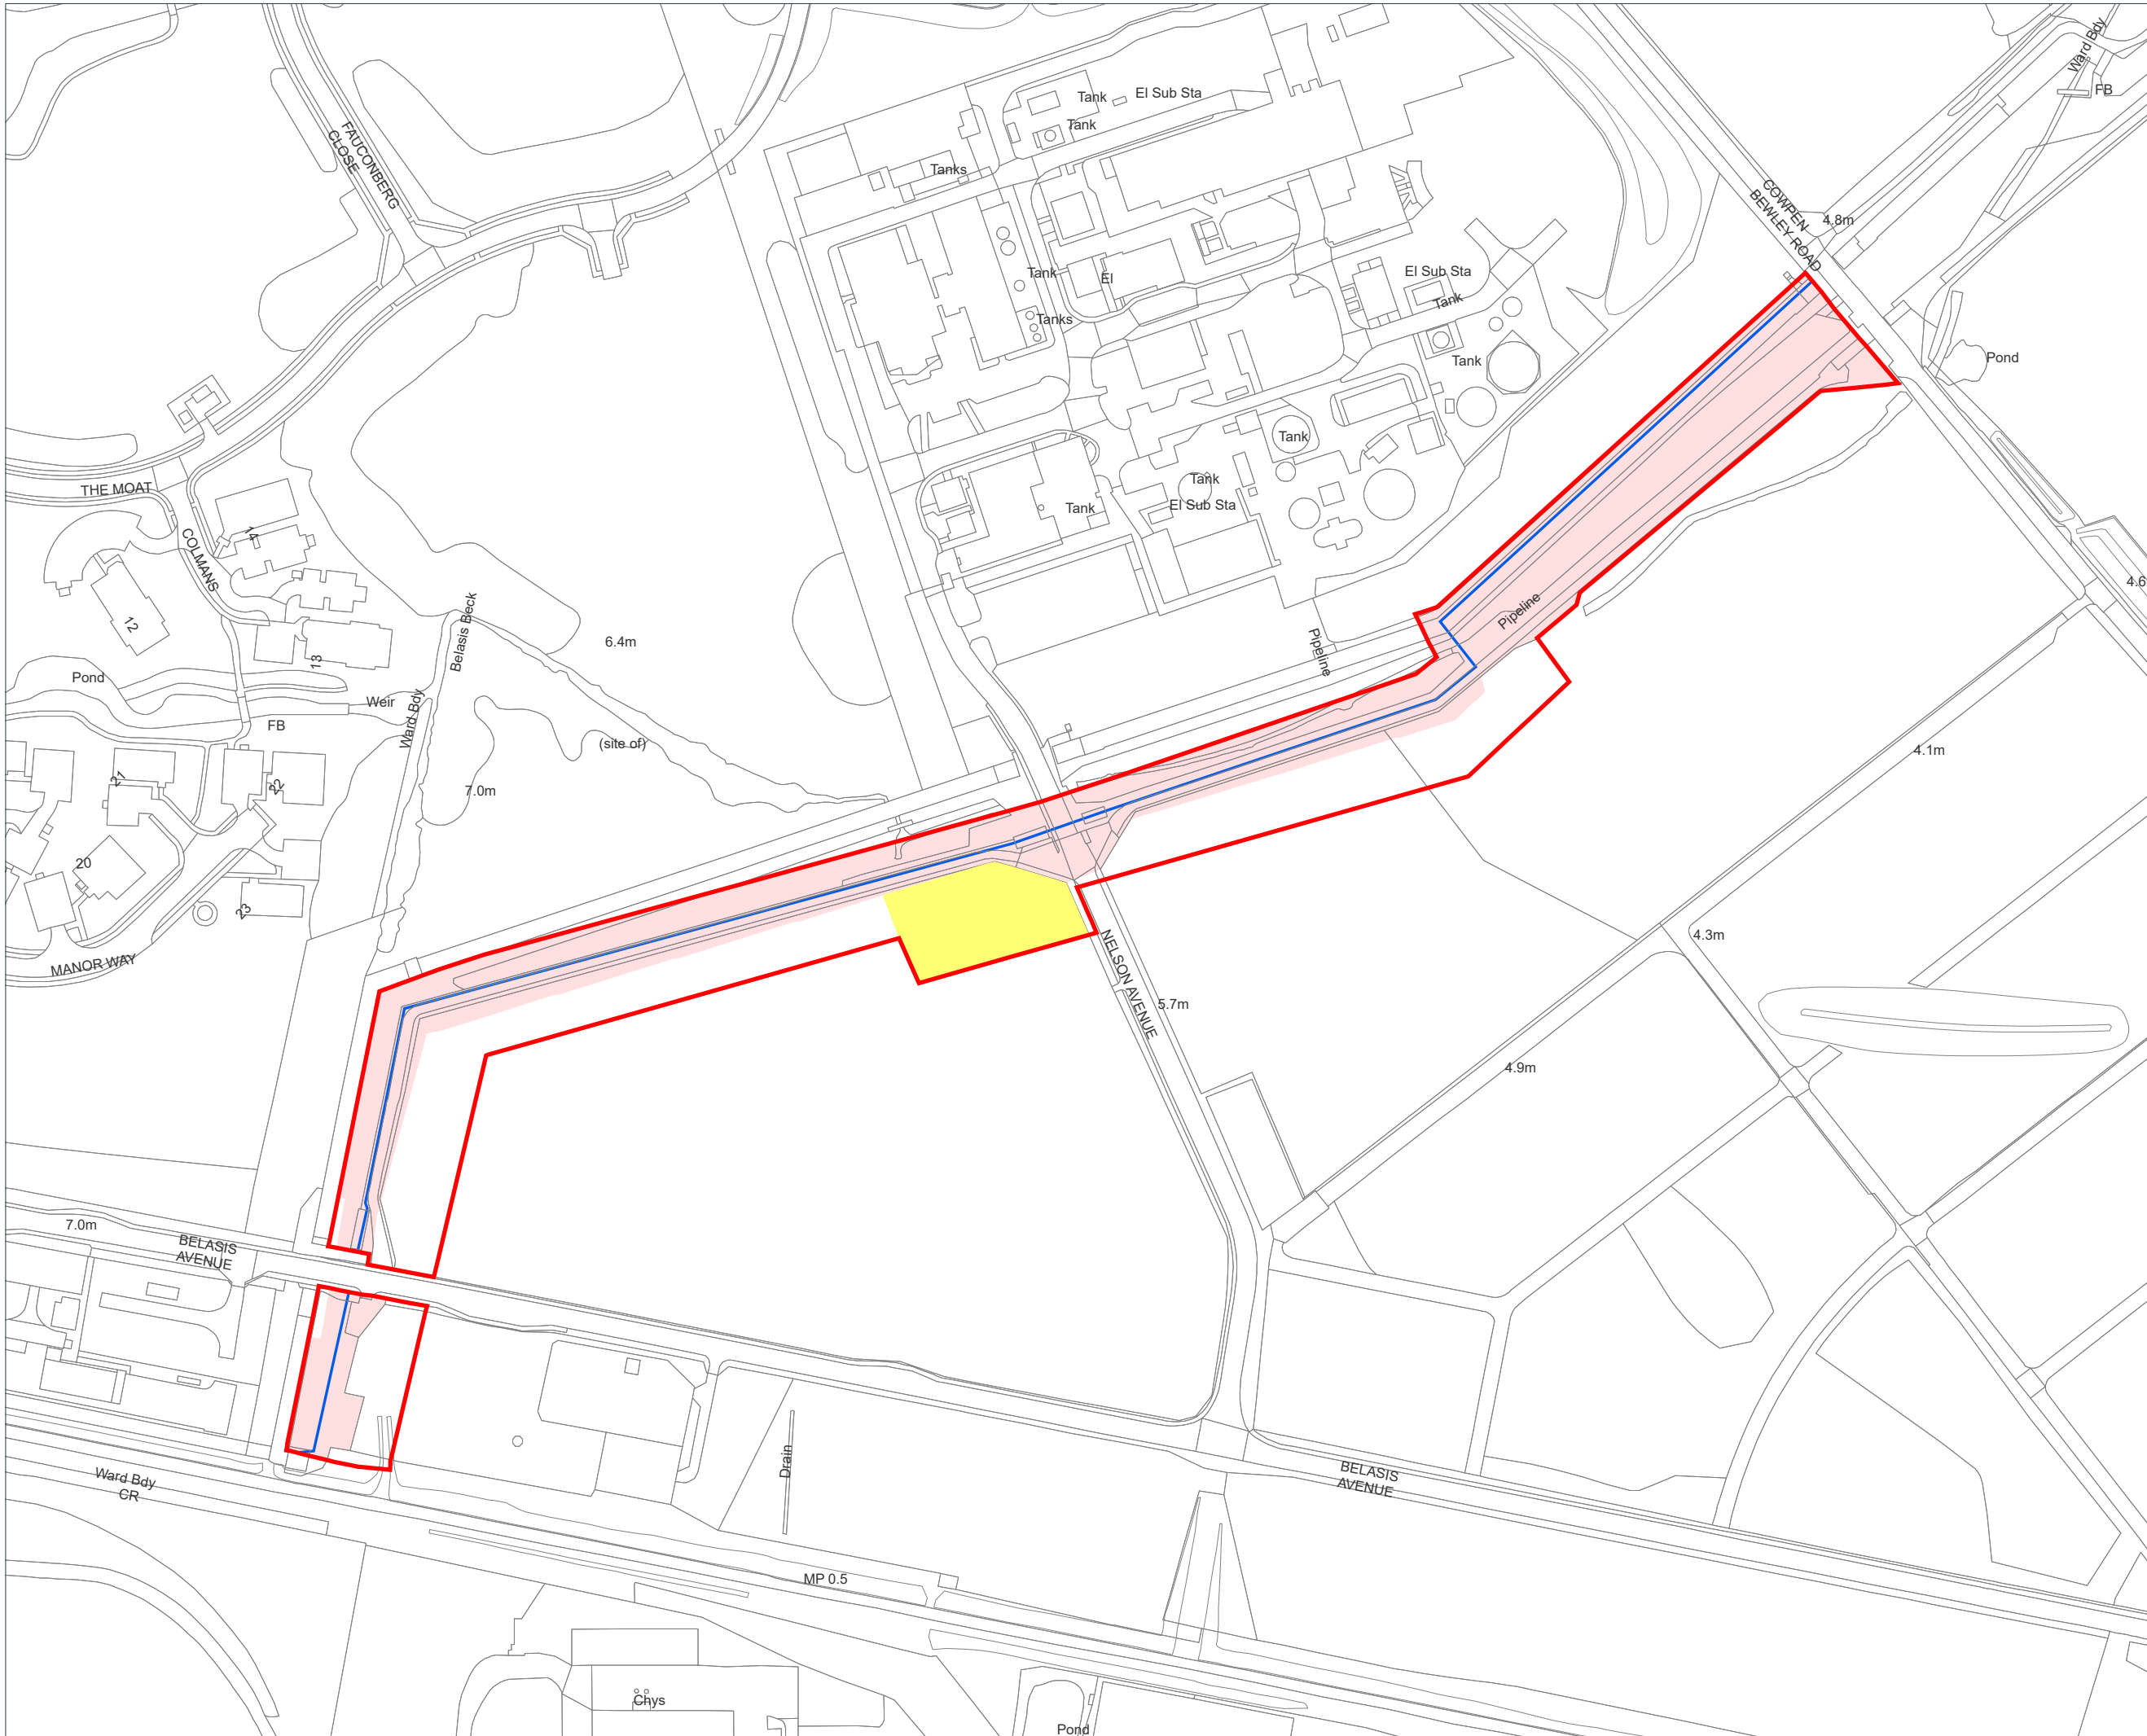 Ward Bdy
FB
Tank
El Sub Sta
Tank
Tanks
FAUCONBERG
CLOSE
COWPEN
BEWLEY ROAD
4.8m
Tank
El
El Sub Sta
Tank
Tanks
Tank
Pond
Tank
THE MOAT
Tank
El Sub Sta
Tank
14
COLMANS
4.6
12
Belasis Beck
Pipeline
6.4m
Pipeline
13
Pond
Weir
Ward Bdy
FB
(site of)
4.1m
21
22
7.0m
20
23
4.3m
MANOR WAY
NELSON AVENUE
5.7m
4.9m
7.0m
BELASIS
AVENUE
Drain
BELASIS
AVENUE
Ward Bdy
CR
MP 0.5
Chys
Pond